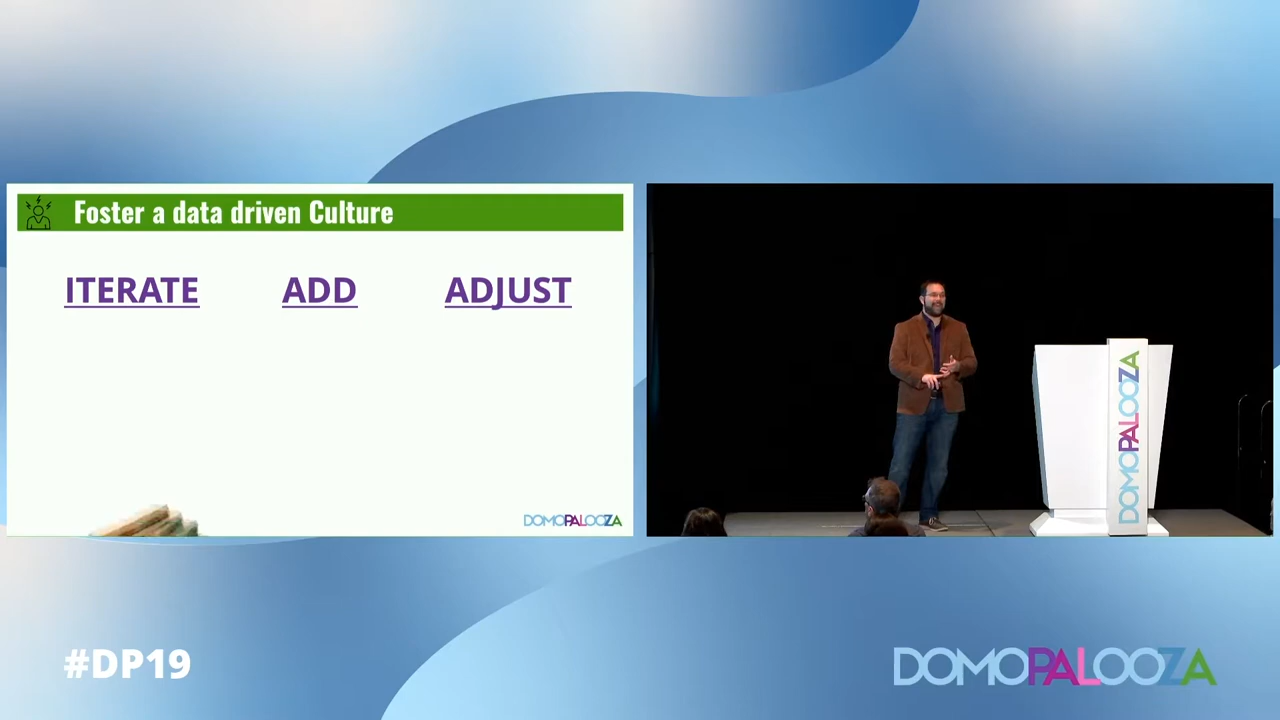 Foster a data driven Culture
ITERATE ADD ADJUST
DOMOPALOOZA
DOMOPALOOZA
#DP19
DOMOPALOOZA